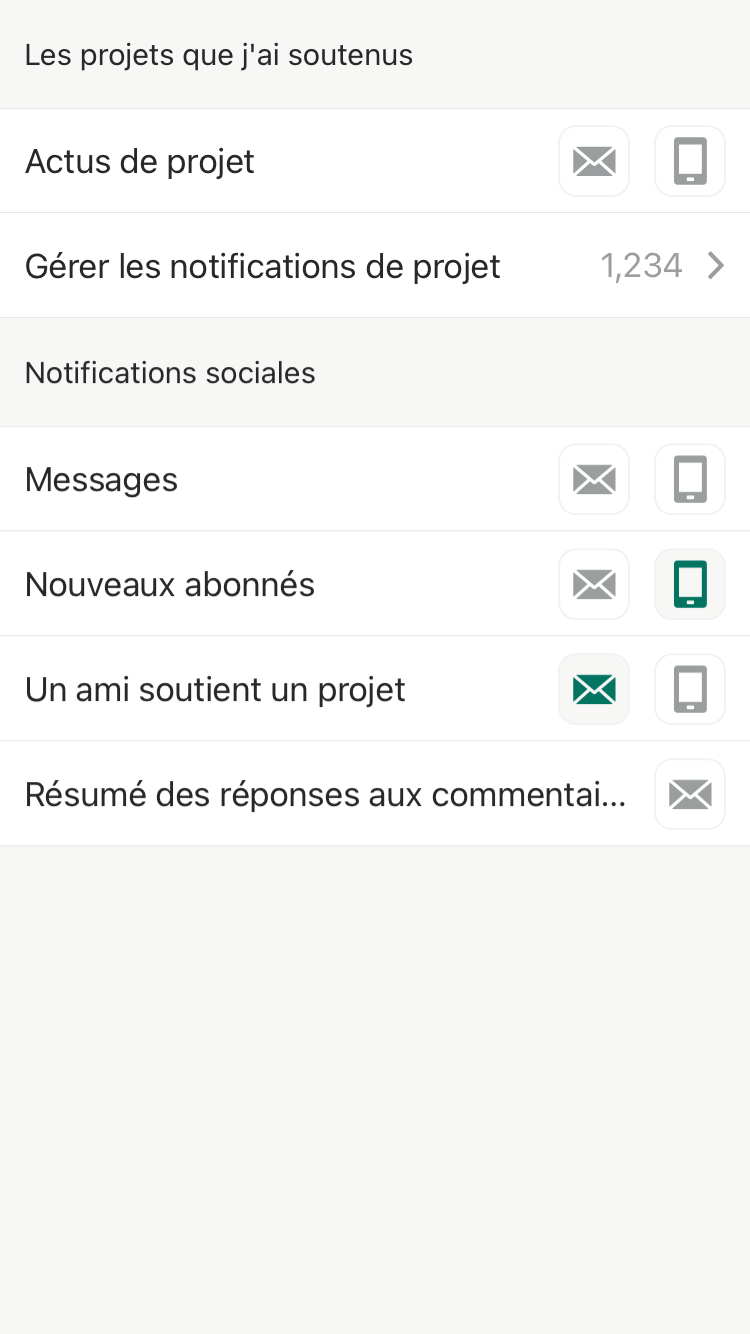 Les projets que j'ai soutenus
Actus de projet
Gérer les notifications de projet 1,234
Notifications sociales
Messages
Nouveaux abonnés
Un ami soutient un projet
Résumé des réponses aux commentai...